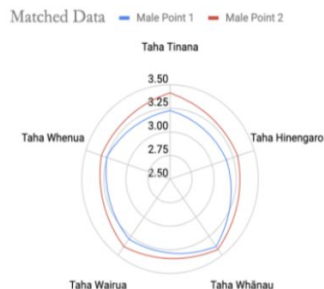 Matched Data Male Point 1 Male Point 2
Taha Tinana
3.50
3.25
Taha Whenua 3.00 Taha Hinengaro
2.75
2.50
Taha Wairua Taha Whānau